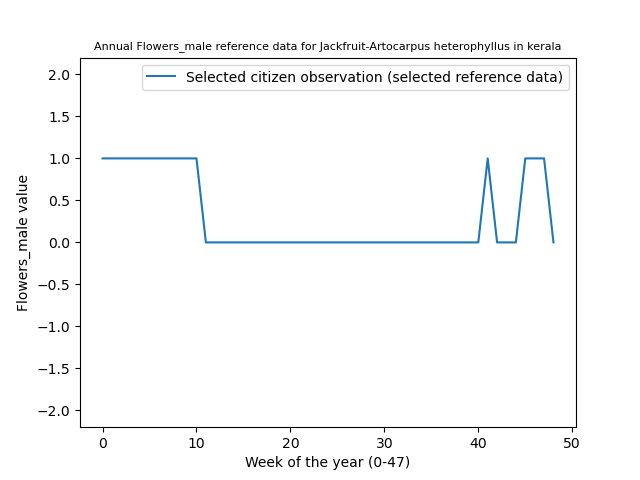 Annual Flowers_male reference data for Jackfruit-Artocarpus heterophyllus in kerala
Selected citizen observation (selected reference data)
2.0
1.5
1.0
0.5
0.0
−0.5
−1.0
−1.5
−2.0
Flowers_male value
0 10 20 30 40 50
Week of the year (0-47)